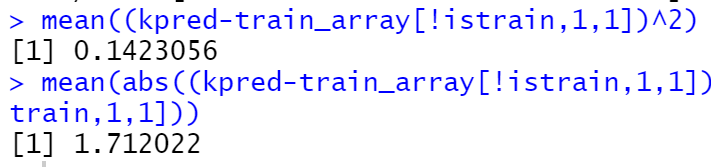 > mean((kpred-train_array[!istrain,1,1])^2)
[1] 0.1423056
> mean(abs((kpred-train_array[!istrain,1,1])
train,1,1]))
[1] 1.712022